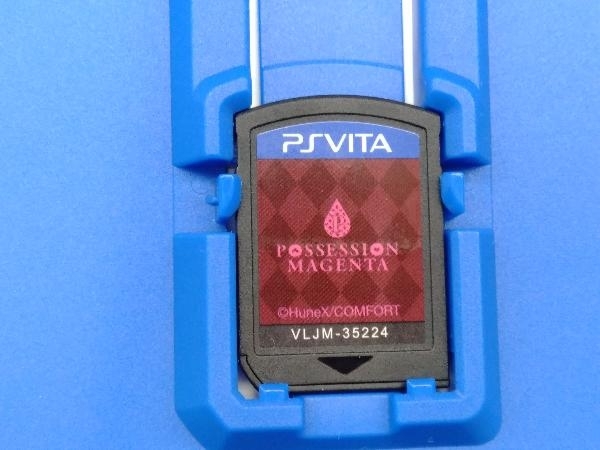 PSVITA
P
POSSESSION
MAGENTA
©HuneX/COMFORT
VLJM-35224